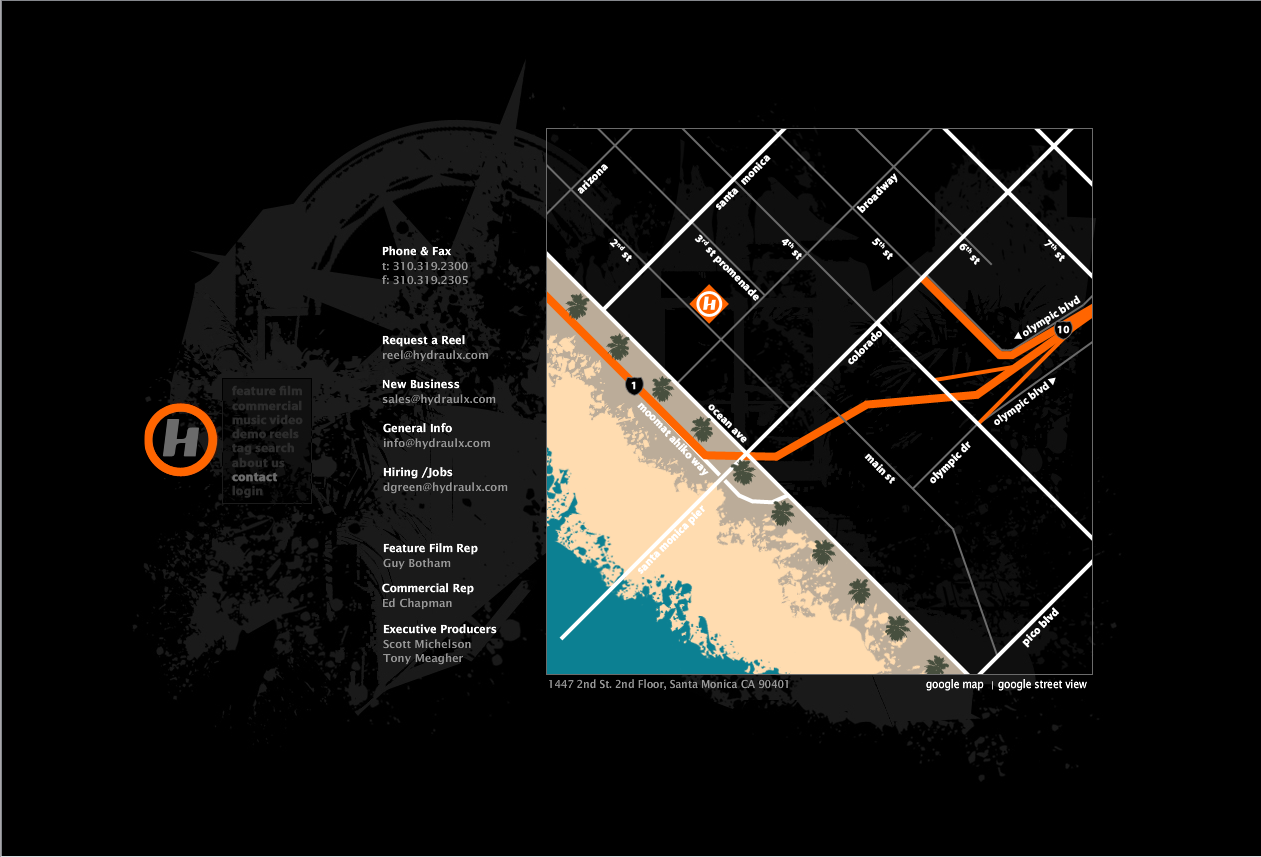 H
feature film
commercial
music video
demo reels
tag search
about us
contact
login
Phone & Fax
t: 310.319.2300
f: 310.319.2305
Request a Reel
reel@hydraulx.com
New Business
sales@hydraulx.com
General Info
info@hydraulx.com
Hiring /Jobs
dgreen@hydraulx.com
Feature Film Rep
Guy Botham
Commercial Rep
Ed Chapman
Executive Producers
Scott Michelson
Tony Meagher
arizona
santa monica
broadway
2nd st
3rd st promenade
4th st
5th st
6th st
7th st
H
olympic blvd
10
colorado
1
olympic blvd
ocean ave
moomat ahiko way
main st
olympic dr
santa monica pier
pico blvd
1447 2nd St. 2nd Floor, Santa Monica CA 90401
google map | google street view